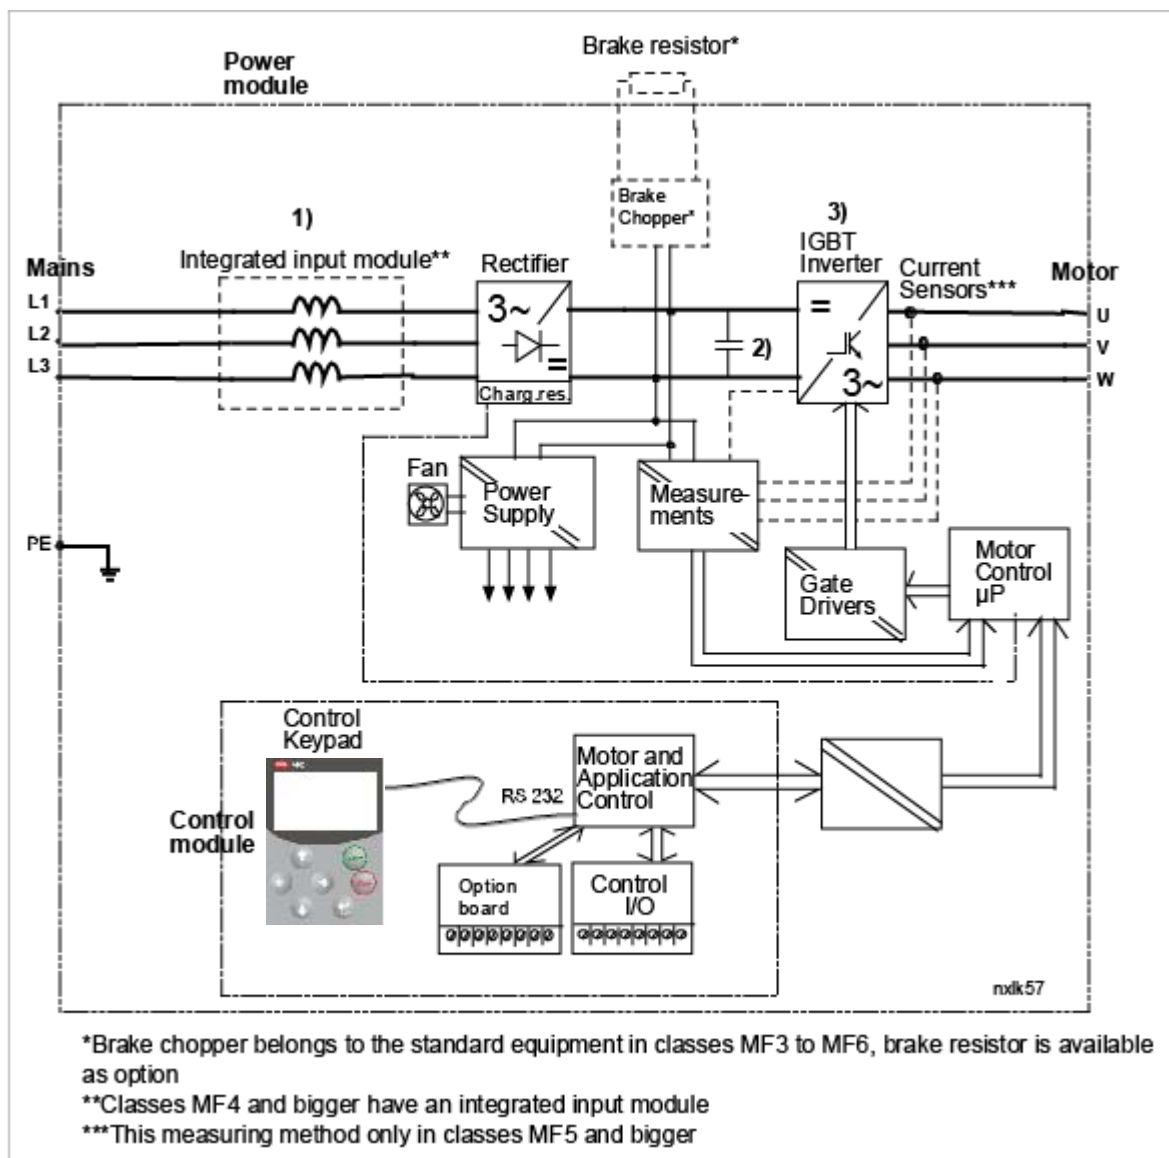 Brake resistor*
Power
module
Brake
Chopper*
1)
3)
Integrated input module**
Rectifier
IGBT
Inverter
Current
Sensors***
Mains
Motor
L1
L2
L3
3~
=
Charg.res.
2)
=
3~
U
V
W
Fan
Power
Supply
Measure-
ments
PE
Gate
Drivers
Motor
Control
µP
Control
Keypad
Control
module
RS 232
Motor and
Application
Control
Option
board
Control
I/O
nxlk57
*Brake chopper belongs to the standard equipment in classes MF3 to MF6, brake resistor is available
as option
**Classes MF4 and bigger have an integrated input module
***This measuring method only in classes MF5 and bigger